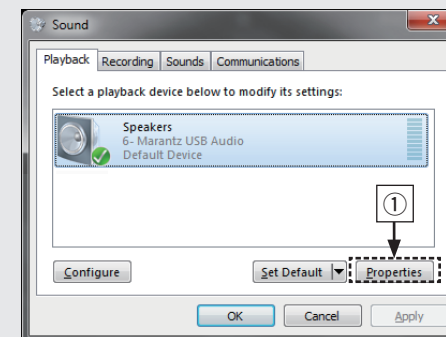 Sound
Playback Recording Sounds Communications
Select a playback device below to modify its settings:
Speakers
6- Marantz USB Audio
Default Device
①
Configure Set Default Properties
OK Cancel Apply